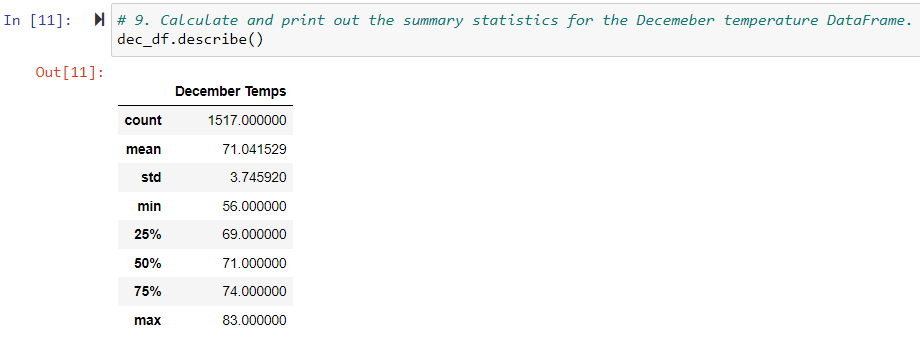 In [11]: # 9. Calculate and print out the summary statistics for the Decemeber temperature DataFrame.
dec_df.describe()
Out[11]:
December Temps
count 1517.000000
mean 71.041529
std 3.745920
min 56.000000
25% 69.000000
50% 71.000000
75% 74.000000
max 83.000000